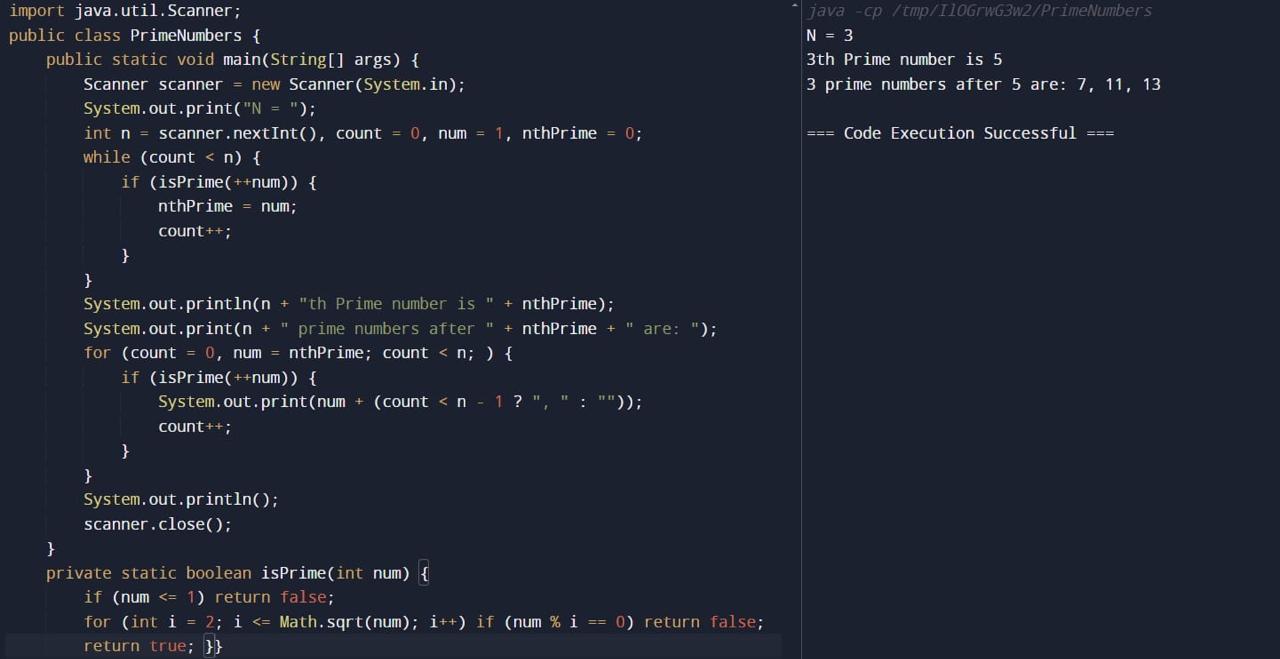 import java.util.Scanner;
public class PrimeNumbers {
    public static void main(String[] args) {
        Scanner scanner = new Scanner(System.in);
        System.out.print("N = ");
        int n = scanner.nextInt(), count = 0, num = 1, nthPrime = 0;
        while (count < n) {
            if (isPrime(++num)) {
                nthPrime = num;
                count++;
            }
        }
        System.out.println(n + "th Prime number is " + nthPrime);
        System.out.print(n + " prime numbers after " + nthPrime + " are: ");
        for (count = 0, num = nthPrime; count < n; ) {
            if (isPrime(++num)) {
                System.out.print(num + (count < n - 1 ? ", " : ""));
                count++;
            }
        }
        System.out.println();
        scanner.close();
    }
    private static boolean isPrime(int num) {
        if (num <= 1) return false;
        for (int i = 2; i <= Math.sqrt(num); i++) if (num % i == 0) return false;
        return true; }}
java -cp /tmp/IlOGrwG3w2/PrimeNumbers
N = 3
3th Prime number is 5
3 prime numbers after 5 are: 7, 11, 13
=== Code Execution Successful ===